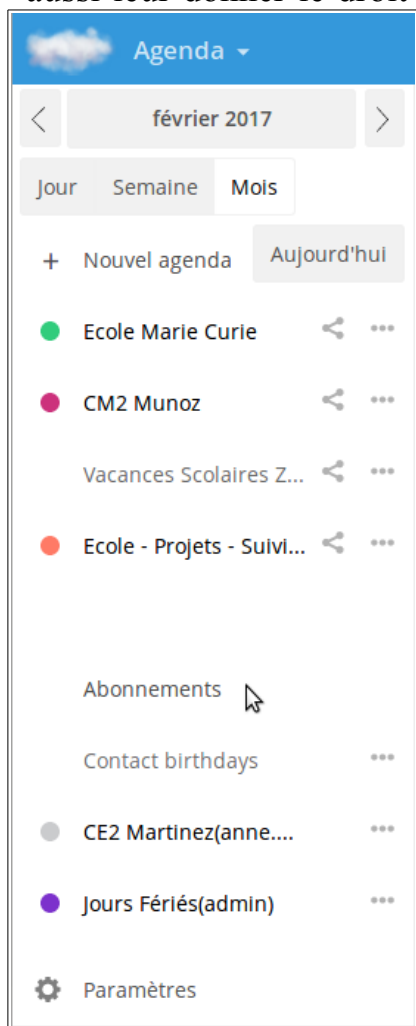 Agenda
février 2017
Jour Semaine Mois
+ Nouvel agenda Aujourd'hui
Ecole Marie Curie
CM2 Munoz
Vacances Scolaires Z...
Ecole - Projets - Suivi...
Abonnements
Contact birthdays
CE2 Martinez(anne....
Jours Fériés(admin)
Paramètres